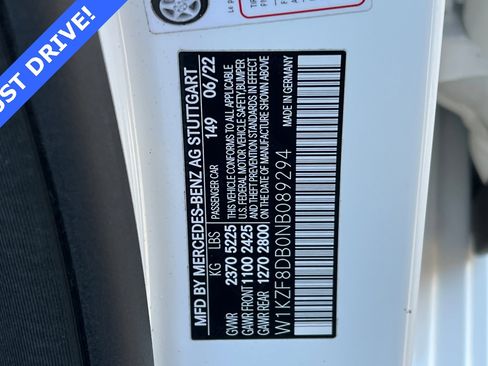 UST DRIVE!
MFD BY MERCEDES-BENZ AG STUTTGART
PASSENGER CAR 149 06/22
KG LBS
GVWR 2370 5225
GAWR FRONT 1100 2425
GAWR REAR 1270 2800
THIS VEHICLE CONFORMS TO ALL APPLICABLE
U.S. FEDERAL MOTOR VEHICLE SAFETY, BUMPER
AND THEFT PREVENTION STANDARDS IN EFFECT
ON THE DATE OF MANUFACTURE SHOWN ABOVE
W1KZF8DB0NB089294
MADE IN GERMANY